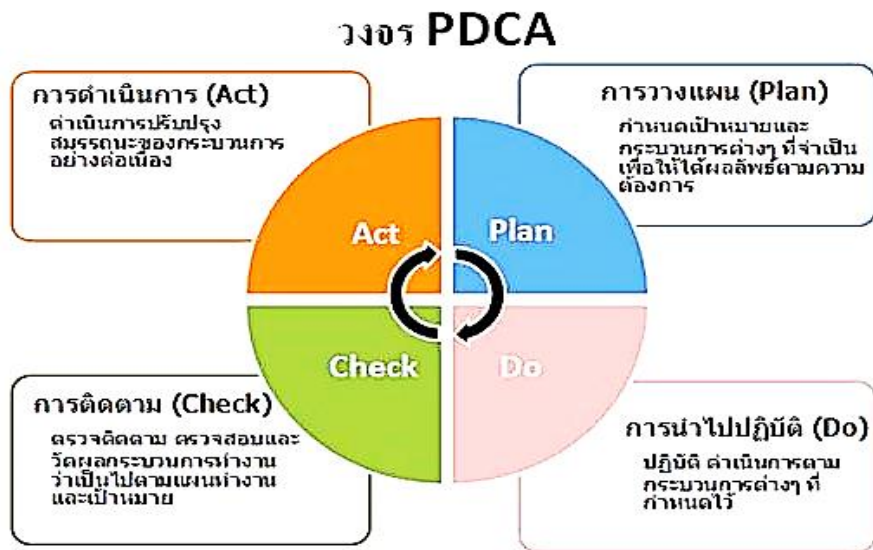 วงจร PDCA
การดำเนินการ (Act)
ดำเนินการปรับปรุง
สมรรถนะของกระบวนการ
อย่างต่อเนื่อง
การวางแผน (Plan)
กำหนดเป้าหมายและ
กระบวนการต่างๆ ที่จำเป็น
เพื่อให้ได้ผลลัพธ์ตามความ
ต้องการ
Act
Plan
Check
Do
การติดตาม (Check)
ตรวจติดตาม ตรวจสอบและ
วัดผลกระบวนการทำงาน
ว่าเป็นไปตามแผนทำงาน
และเป้าหมาย
การนำไปปฏิบัติ (Do)
ปฏิบัติ ดำเนินการตาม
กระบวนการต่างๆ ที่
กำหนดไว้